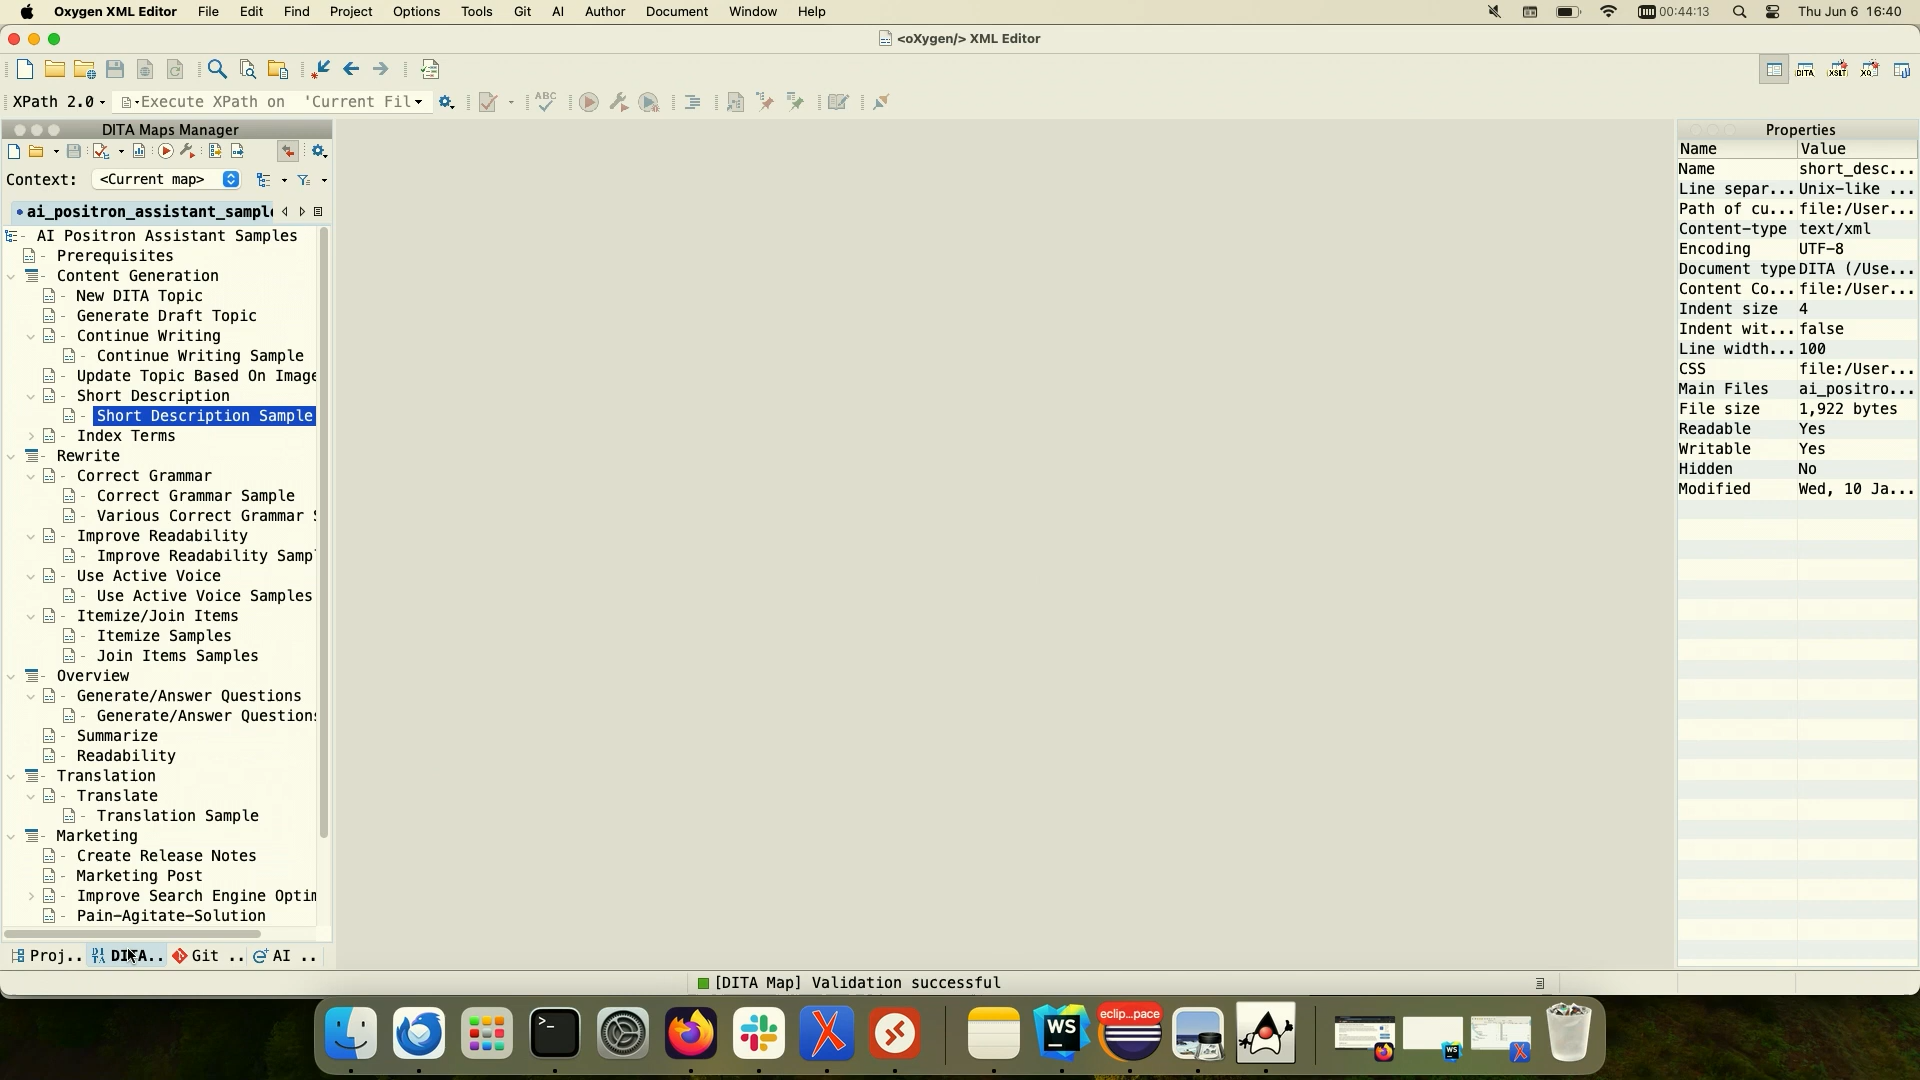 Oxygen XML Editor File Edit Find Project Options Tools Git AI Author Document Window Help 00:44:13 Thu Jun 6 16:40
<oXygen/> XML Editor
DITA XSLT XQ
XPath 2.0 Execute XPath on 'Current Fil ABC
DITA Maps Manager
Context: <Current map>
ai_positron_assistant_sample
AI Positron Assistant Samples
Prerequisites
Content Generation
New DITA Topic
Generate Draft Topic
Continue Writing
Continue Writing Sample
Update Topic Based On Image
Short Description
Short Description Sample
Index Terms
Rewrite
Correct Grammar
Correct Grammar Sample
Various Correct Grammar S
Improve Readability
Improve Readability Samp
Use Active Voice
Use Active Voice Samples
Itemize/Join Items
Itemize Samples
Join Items Samples
Overview
Generate/Answer Questions
Generate/Answer Questions
Summarize
Readability
Translation
Translate
Translation Sample
Marketing
Create Release Notes
Marketing Post
Improve Search Engine Optim
Pain-Agitate-Solution
Proj.. DITA.. Git .. AI ..
Properties
Name Value
Name short_desc...
Line separ... Unix-like ...
Path of cu... file:/User...
Content-type text/xml
Encoding UTF-8
Document type DITA (/Use...
Content Co... file:/User...
Indent size 4
Indent wit... false
Line width... 100
CSS file:/User...
Main Files ai_positro...
File size 1,922 bytes
Readable Yes
Writable Yes
Hidden No
Modified Wed, 10 Ja...
[DITA Map] Validation successful
WS
eclip...pace